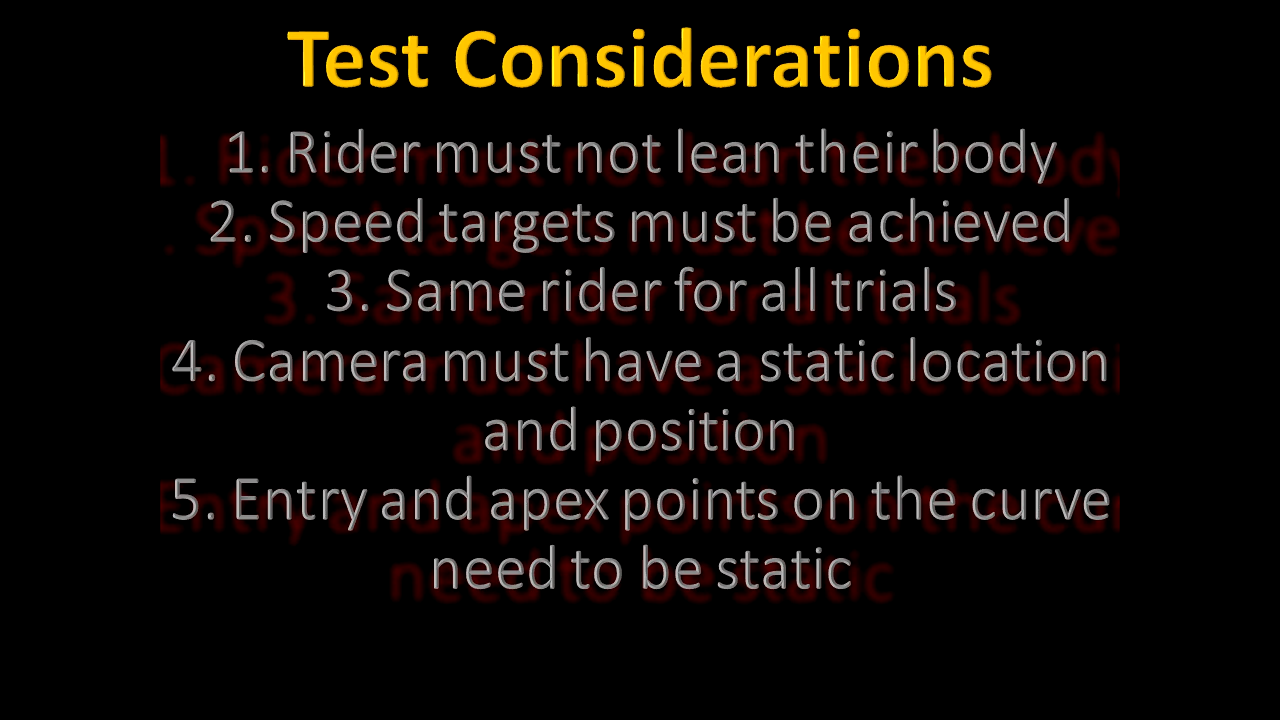 Test Considerations
1. Rider must not lean their body
2. Speed targets must be achieved
3. Same rider for all trials
4. Camera must have a static location
and position
5. Entry and apex points on the curve
need to be static